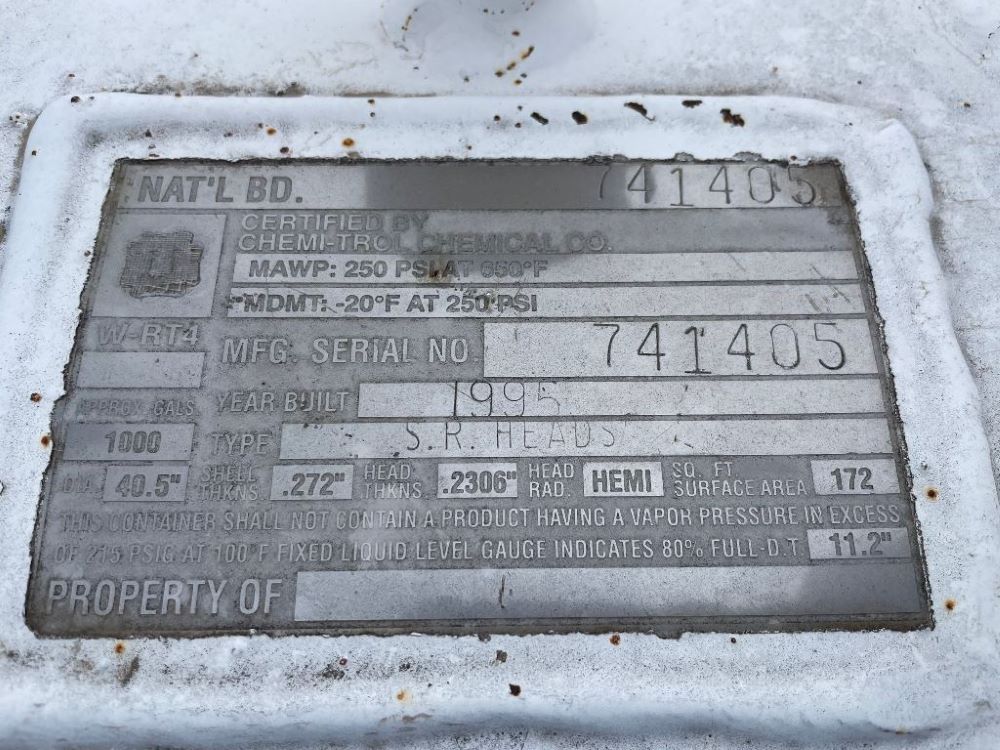 NAT'L BD. 741405
CERTIFIED BY
CHEMI-TROL CHEMICAL CO.
MAWP: 250 PSI AT 650°F
MDMT: -20°F AT 250 PSI
U
W-RT4
MFG. SERIAL NO. 741405
YEAR BUILT 1995
APPROX. GALS.
1000
TYPE S.R. HEADS
DIA. 40.5" SHELL THKNS. .272" HEAD THKNS. .2306" HEAD RAD. HEMI SQ. FT. SURFACE AREA 172
THIS CONTAINER SHALL NOT CONTAIN A PRODUCT HAVING A VAPOR PRESSURE IN EXCESS
OF 215 PSIG AT 100°F FIXED LIQUID LEVEL GAUGE INDICATES 80% FULL-D.T. 11.2"
PROPERTY OF